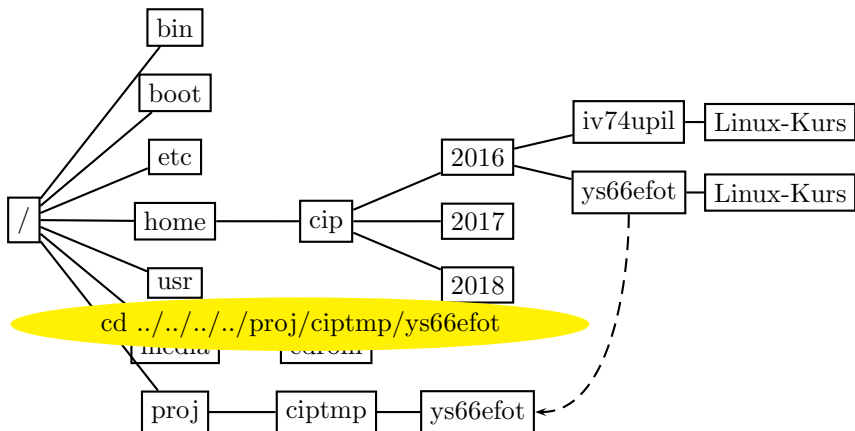 bin
boot
iv74upil Linux-Kurs
etc 2016
ys66efot Linux-Kurs
/ home cip 2017
usr 2018
cd ../../../../proj/ciptmp/ys66efot
media cdrom
proj ciptmp ys66efot